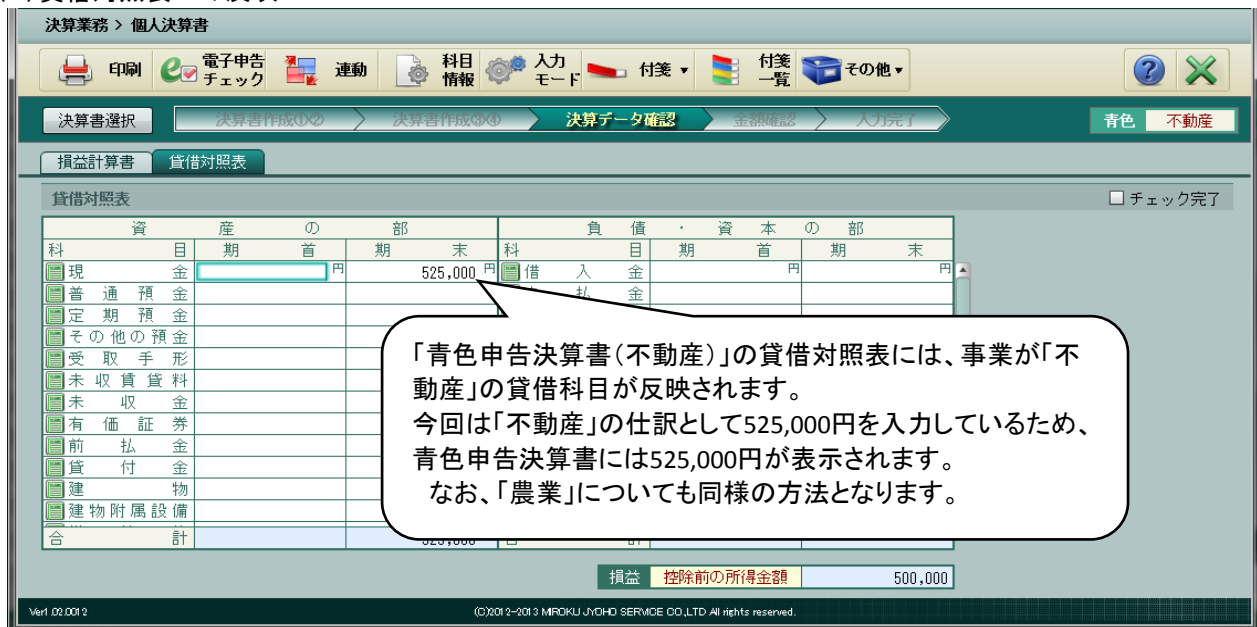 決算業務 > 個人決算書
印刷 電子申告チェック 連動 科目情報 入力モード 付箋▼ 付箋一覧 その他▼
決算書選択 決算書作成①② 決算書作成③④ 決算データ確認 金額確認 入力完了 青色 不動産
損益計算書 貸借対照表
貸借対照表 チェック完了
資産の部 負債・資本の部
科目 期首 期末 科目 期首 期末
現金 円 525,000 円 借入金 円 円
普通預金 払金
定期預金
その他の預金
受取手形
未収賃貸料
未収金
有価証券
前払金
貸付金
建物
建物附属設備
合計
「青色申告決算書(不動産)」の貸借対照表には、事業が「不
動産」の貸借科目が反映されます。
今回は「不動産」の仕訳として525,000円を入力しているため、
青色申告決算書には525,000円が表示されます。
なお、「農業」についても同様の方法となります。
損益 控除前の所得金額 500,000
Ver1.02.0012 (C)2012-2013 MIROKU JYOHO SERVICE CO.,LTD All rights reserved.